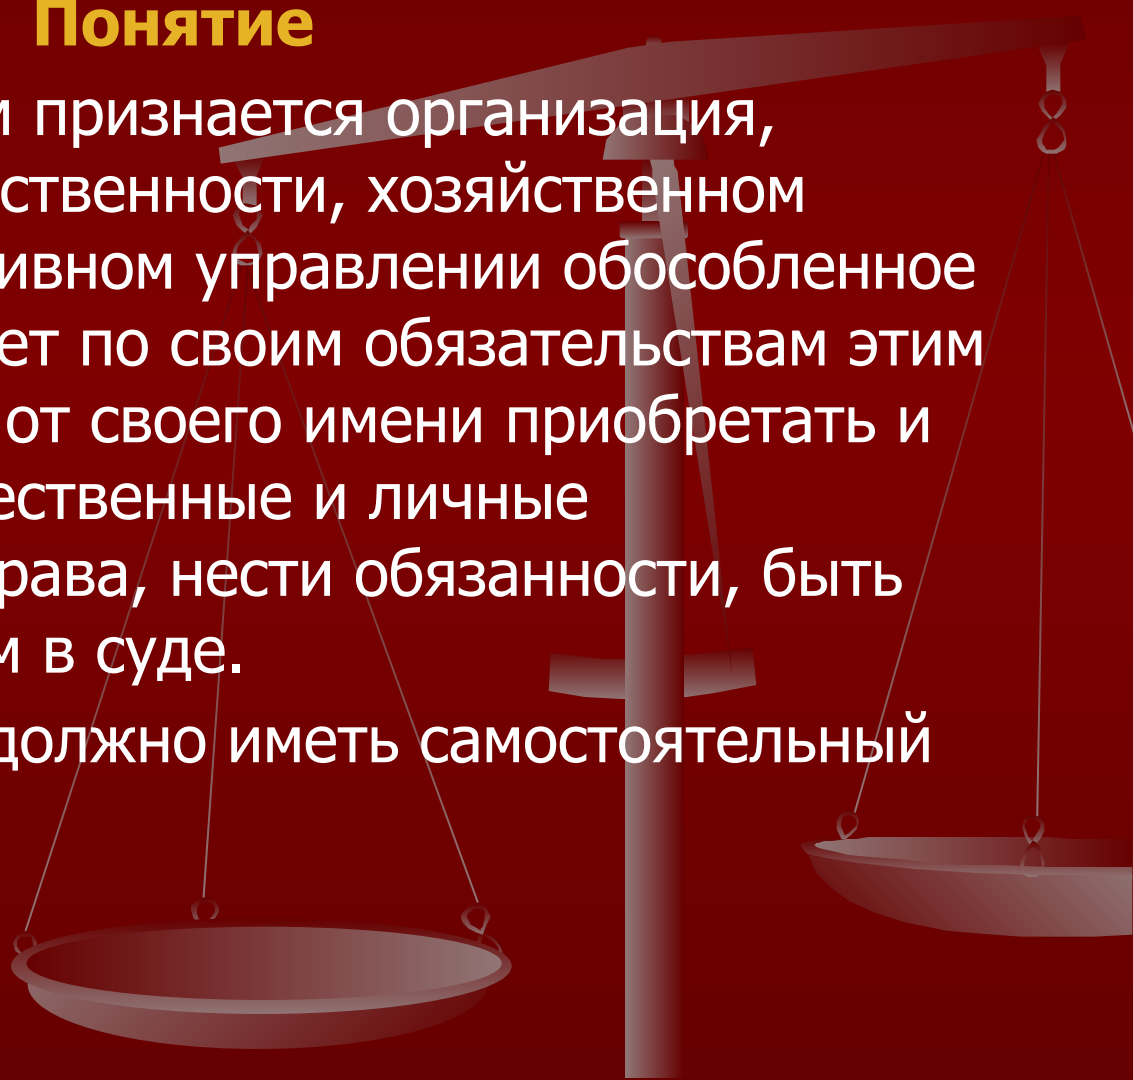 Понятие
м признается организация,
ственности, хозяйственном
ивном управлении обособленное
ет по своим обязательствам этим
от своего имени приобретать и
ественные и личные
рава, нести обязанности, быть
м в суде.
должно иметь самостоятельный